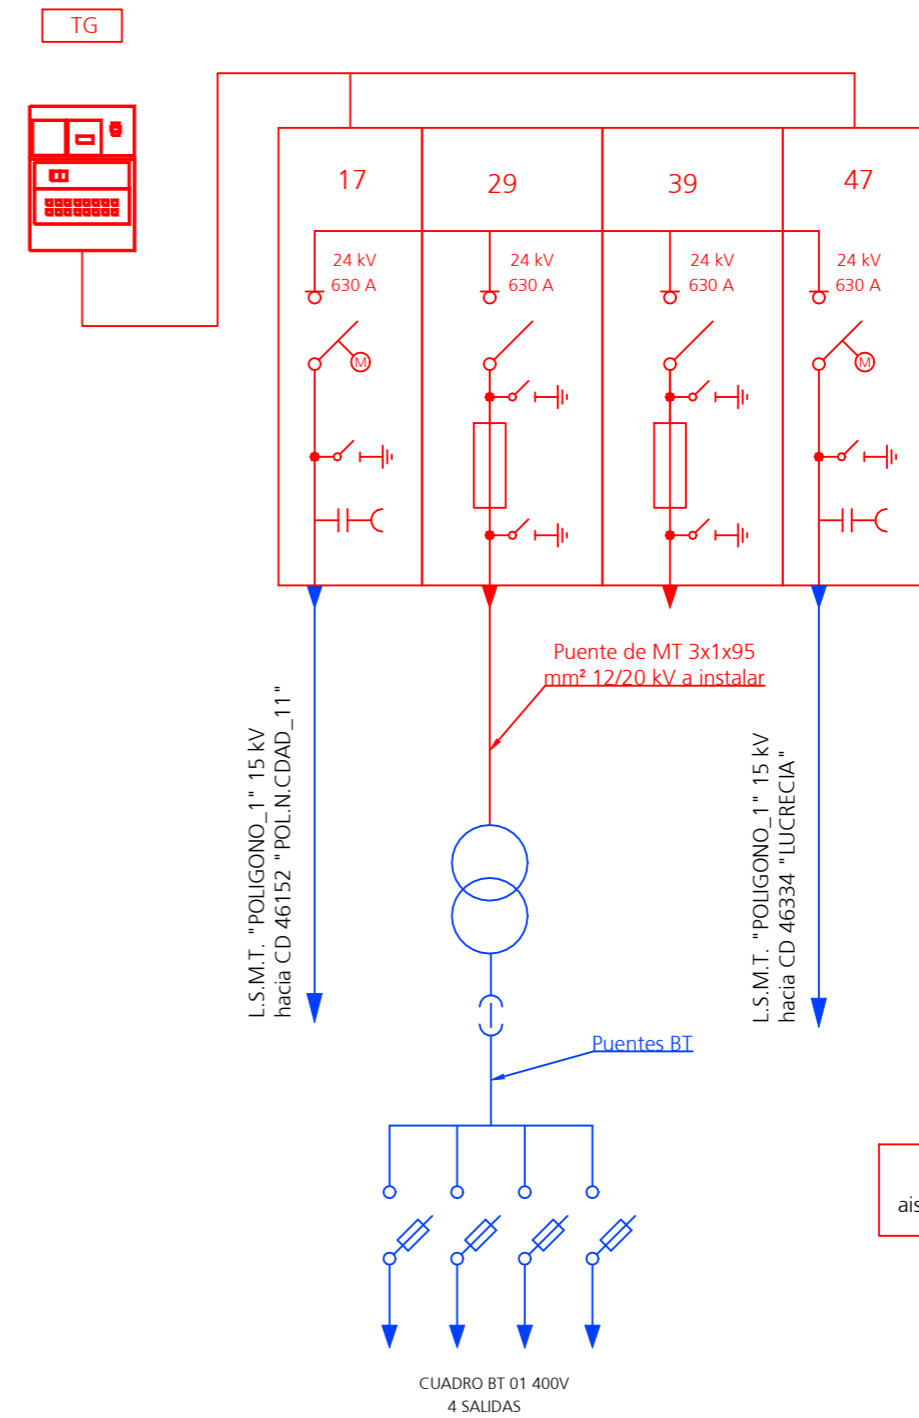 TG
17
29
39
47
24 kV
630 A
24 kV
630 A
24 kV
630 A
24 kV
630 A
M
M
Puente de MT 3x1x95
mm² 12/20 kV a instalar
L.S.M.T. "POLIGONO_1" 15 kV
hacia CD 46152 "POL.N.CDAD_11"
L.S.M.T. "POLIGONO_1" 15 kV
hacia CD 46334 "LUCRECIA"
Puentes BT
ais
CUADRO BT 01 400V
4 SALIDAS